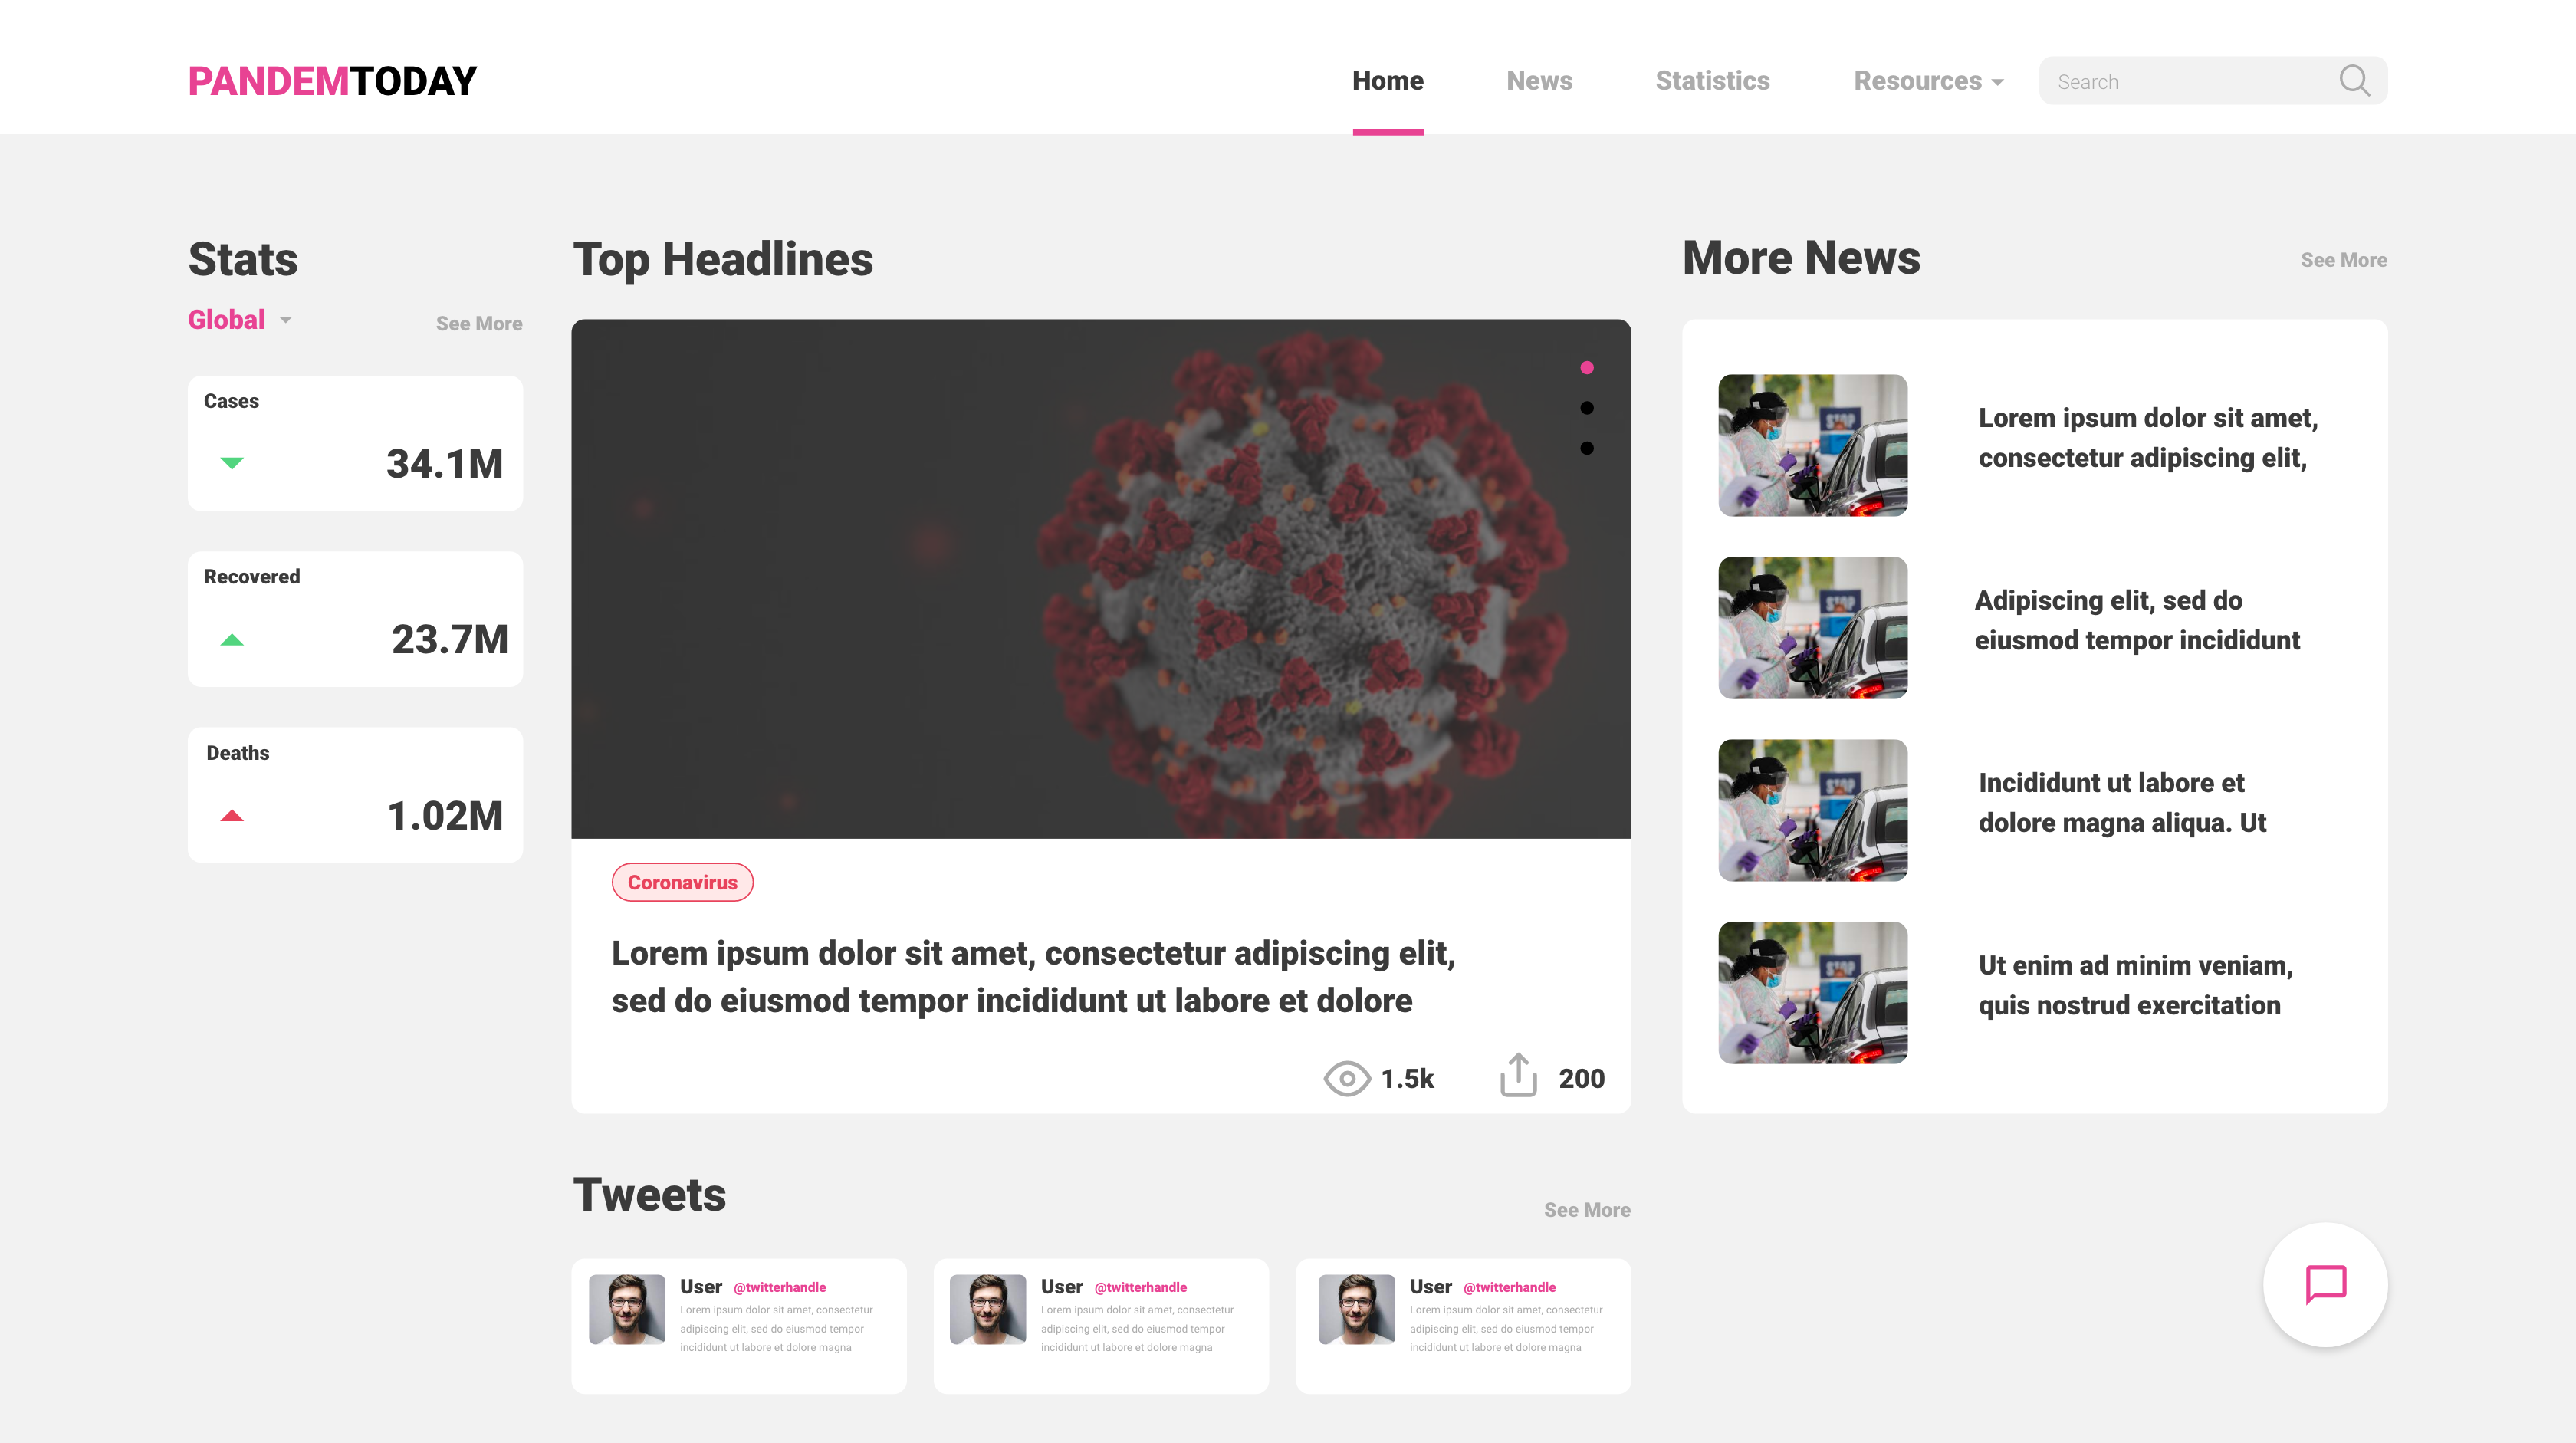 PANDEMTODAY
Home
News
Statistics
Resources
Search
Stats
Global
See More
Cases
34.1M
Recovered
23.7M
Deaths
1.02M
Top Headlines
Coronavirus
Lorem ipsum dolor sit amet, consectetur adipiscing elit,
sed do eiusmod tempor incididunt ut labore et dolore
1.5k
200
More News
See More
STOP
Lorem ipsum dolor sit amet,
consectetur adipiscing elit,
STOP
Adipiscing elit, sed do
eiusmod tempor incididunt
STOP
Incididunt ut labore et
dolore magna aliqua. Ut
STOP
Ut enim ad minim veniam,
quis nostrud exercitation
Tweets
See More
User @twitterhandle
Lorem ipsum dolor sit amet, consectetur
adipiscing elit, sed do eiusmod tempor
incididunt ut labore et dolore magna
User @twitterhandle
Lorem ipsum dolor sit amet, consectetur
adipiscing elit, sed do eiusmod tempor
incididunt ut labore et dolore magna
User @twitterhandle
Lorem ipsum dolor sit amet, consectetur
adipiscing elit, sed do eiusmod tempor
incididunt ut labore et dolore magna